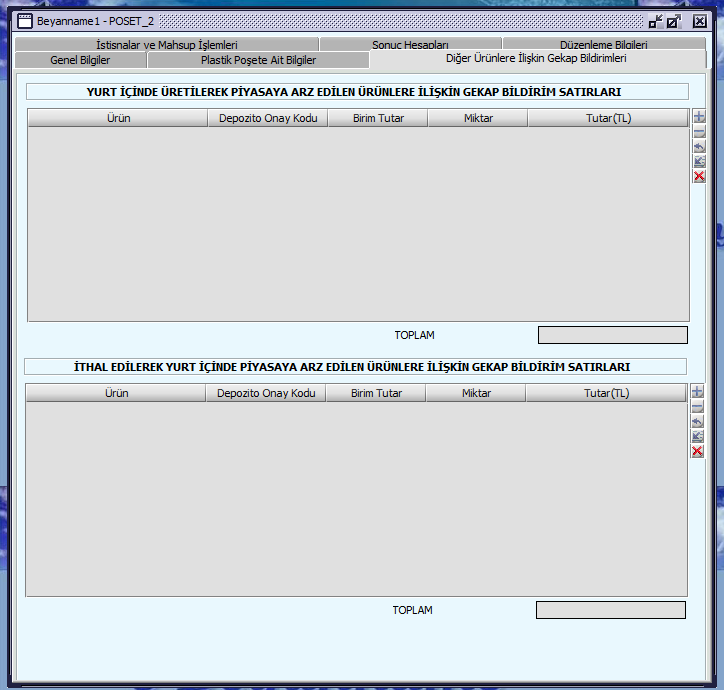 Beyanname1 - POSET_2
İstisnalar ve Mahsup İşlemleri Sonuç Hesapları Düzenleme Bilgileri
Genel Bilgiler Plastik Poşete Ait Bilgiler Diğer Ürünlere İlişkin Gekap Bildirimleri
YURT İÇİNDE ÜRETİLEREK PİYASAYA ARZ EDİLEN ÜRÜNLERE İLİŞKİN GEKAP BİLDİRİM SATIRLARI
Ürün Depozito Onay Kodu Birim Tutar Miktar Tutar(TL)
TOPLAM
İTHAL EDİLEREK YURT İÇİNDE PİYASAYA ARZ EDİLEN ÜRÜNLERE İLİŞKİN GEKAP BİLDİRİM SATIRLARI
Ürün Depozito Onay Kodu Birim Tutar Miktar Tutar(TL)
TOPLAM